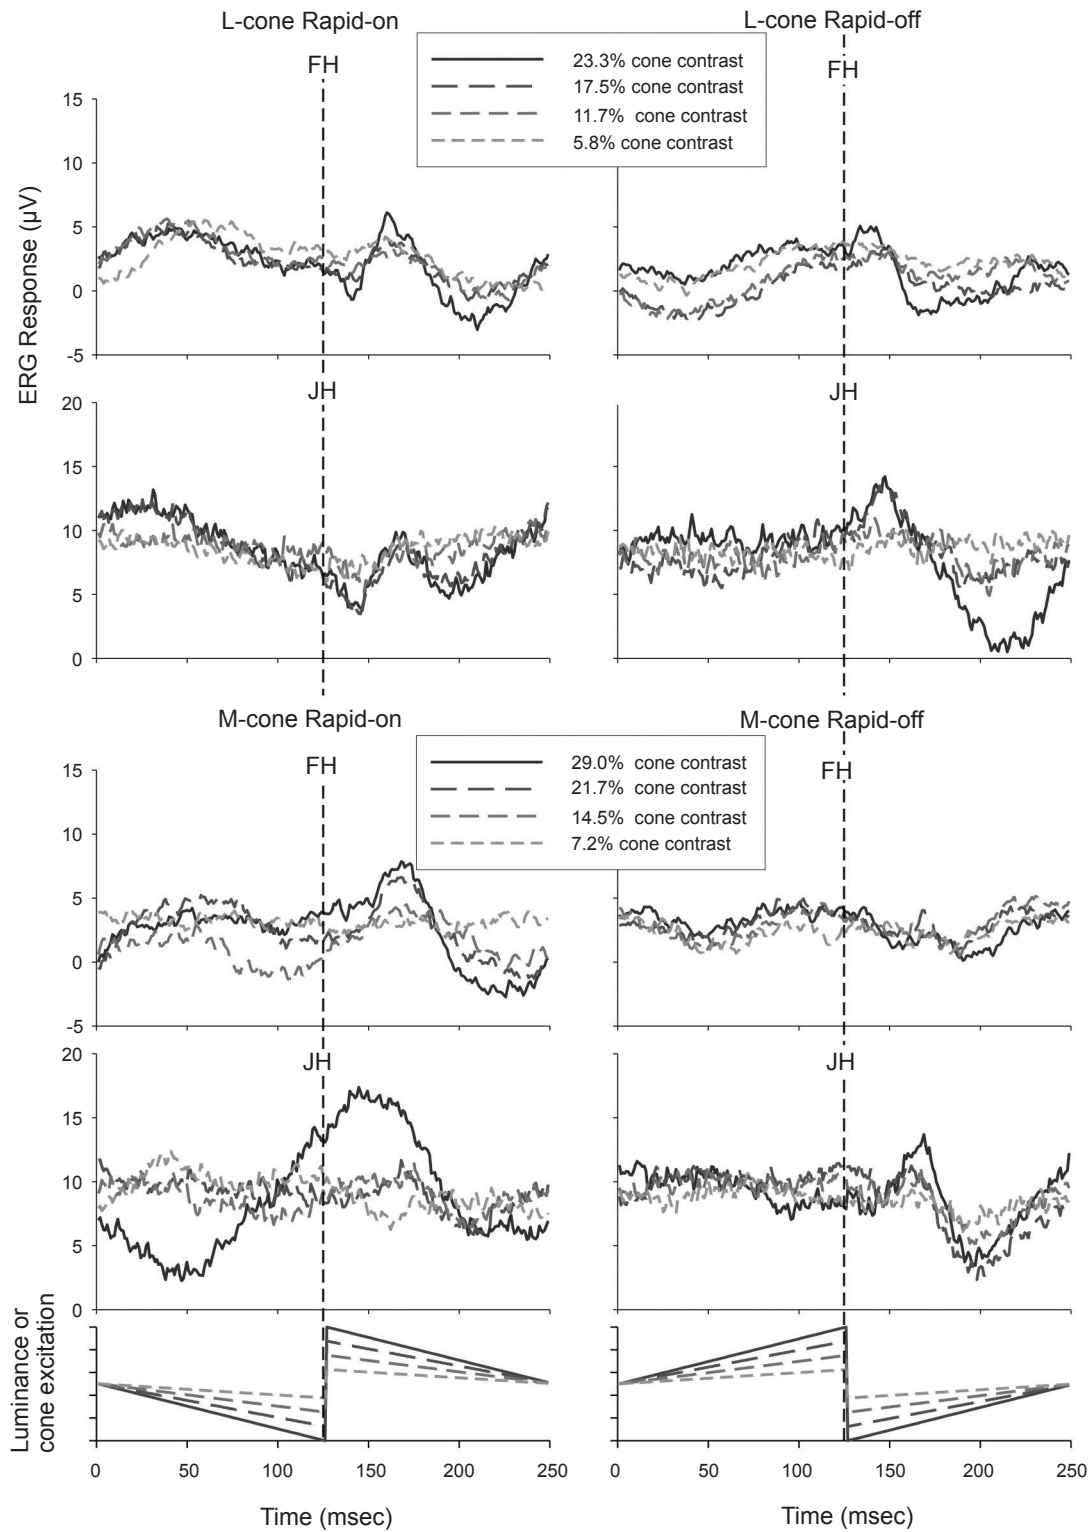 L-cone Rapid-on
L-cone Rapid-off
FH
FH
23.3% cone contrast
17.5% cone contrast
11.7% cone contrast
5.8% cone contrast
15
10
5
0
-5
ERG Response (µV)
JH
JH
20
15
10
5
0
M-cone Rapid-on
M-cone Rapid-off
FH
FH
29.0% cone contrast
21.7% cone contrast
14.5% cone contrast
7.2% cone contrast
15
10
5
0
-5
JH
JH
20
15
10
5
0
Luminance or
cone excitation
0 50 100 150 200 250
0 50 100 150 200 250
Time (msec)
Time (msec)